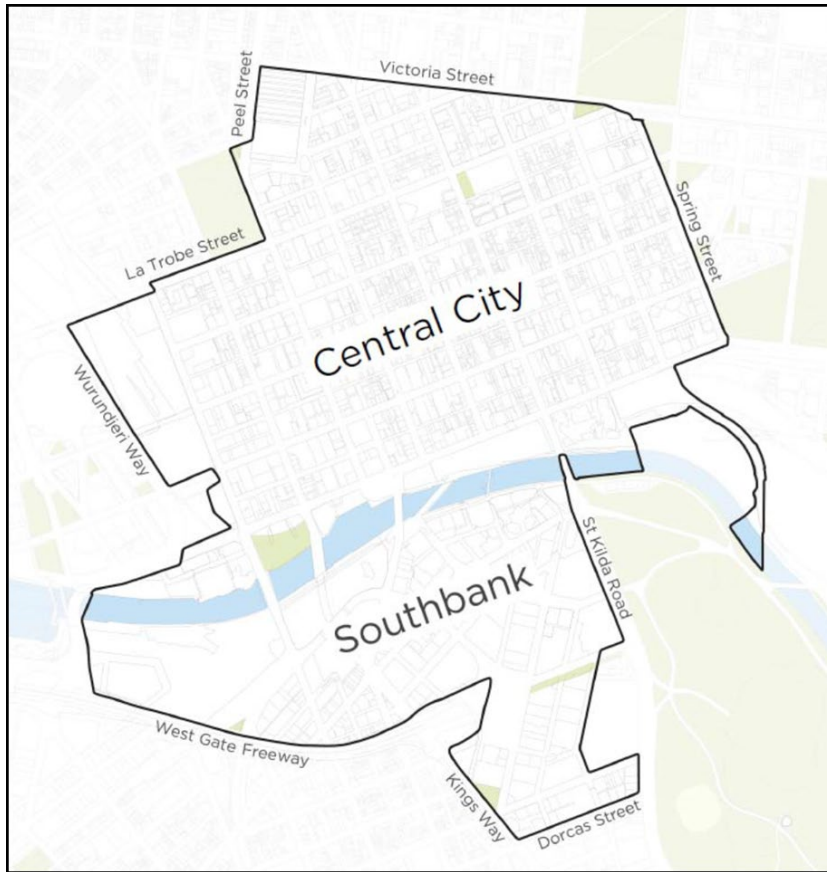 Victoria Street
Peel Street
Spring Street
La Trobe Street
Central City
Wurundjeri Way
St Kilda Road
Southbank
West Gate Freeway
Kings Way
Dorcas Street